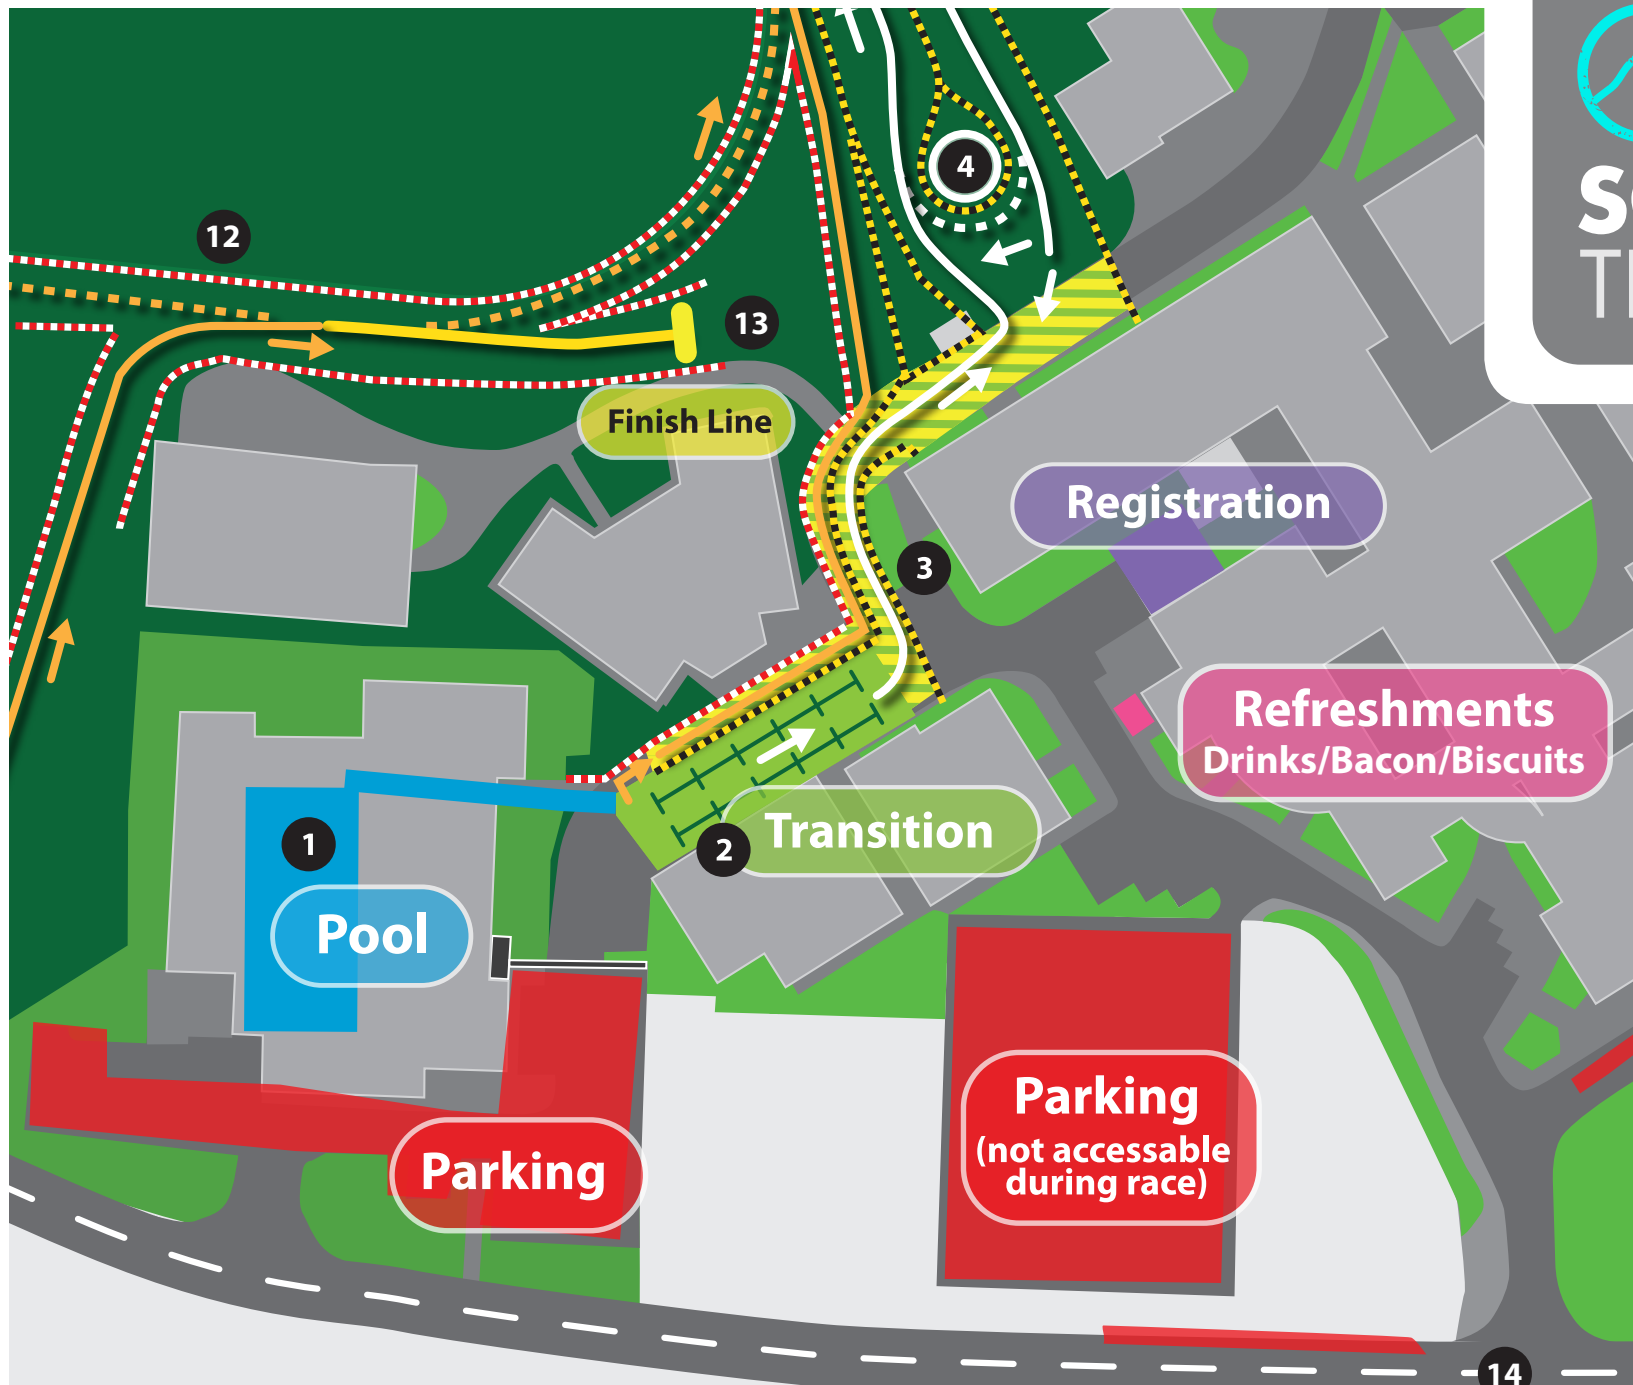 4
12
13
Finish Line
Registration
3
Refreshments
Drinks/Bacon/Biscuits
2
Transition
1
Pool
Parking
(not accessable
during race)
Parking
14